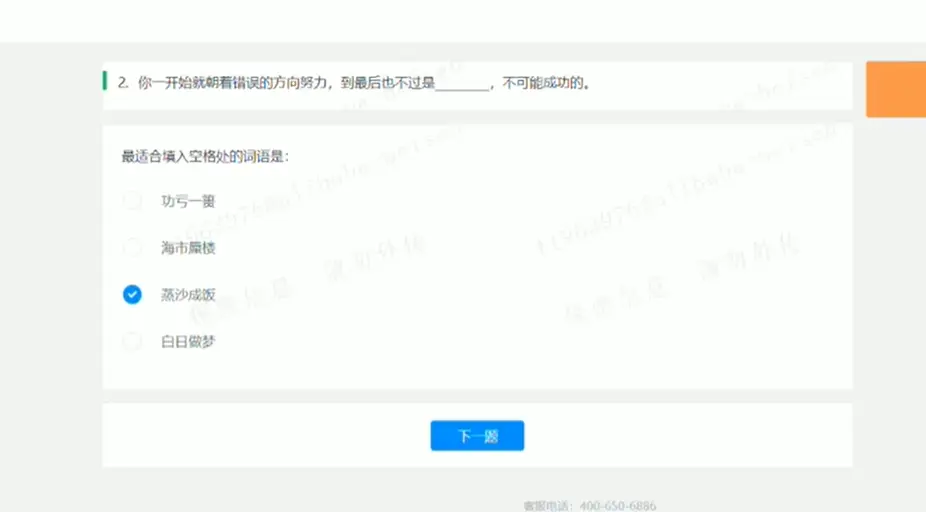 2. 你一开始就朝着错误的方向努力，到最后也不过是________，不可能成功的。
最适合填入空格处的词语是：
功亏一篑
海市蜃楼
蒸沙成饭
白日做梦
下一题
客服电话：400-650-6886